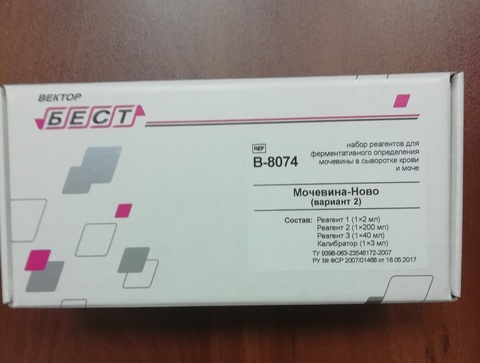 ВЕКТОР
БЕСТ
REF
B-8074
набор реагентов для
ферментативного определения
мочевины в сыворотке крови
и моче
Мочевина-Ново
(вариант 2)
Состав: Реагент 1 (1×2 мл)
Реагент 2 (1×200 мл)
Реагент 3 (1×40 мл)
Калибратор (1×3 мл)
ТУ 9398-063-23548172-2007
РУ № ФСР 2007/01468 от 18.05.2017